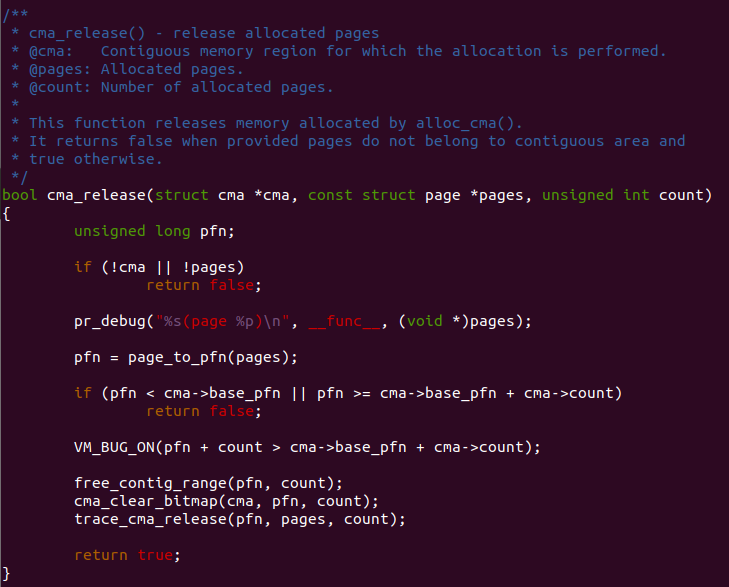 /**
 * cma_release() - release allocated pages
 * @cma:   Contiguous memory region for which the allocation is performed.
 * @pages: Allocated pages.
 * @count: Number of allocated pages.
 *
 * This function releases memory allocated by alloc_cma().
 * It returns false when provided pages do not belong to contiguous area and
 * true otherwise.
 */
bool cma_release(struct cma *cma, const struct page *pages, unsigned int count)
{
        unsigned long pfn;

        if (!cma || !pages)
                return false;

        pr_debug("%s(page %p)\n", __func__, (void *)pages);

        pfn = page_to_pfn(pages);

        if (pfn < cma->base_pfn || pfn >= cma->base_pfn + cma->count)
                return false;

        VM_BUG_ON(pfn + count > cma->base_pfn + cma->count);

        free_contig_range(pfn, count);
        cma_clear_bitmap(cma, pfn, count);
        trace_cma_release(pfn, pages, count);

        return true;
}